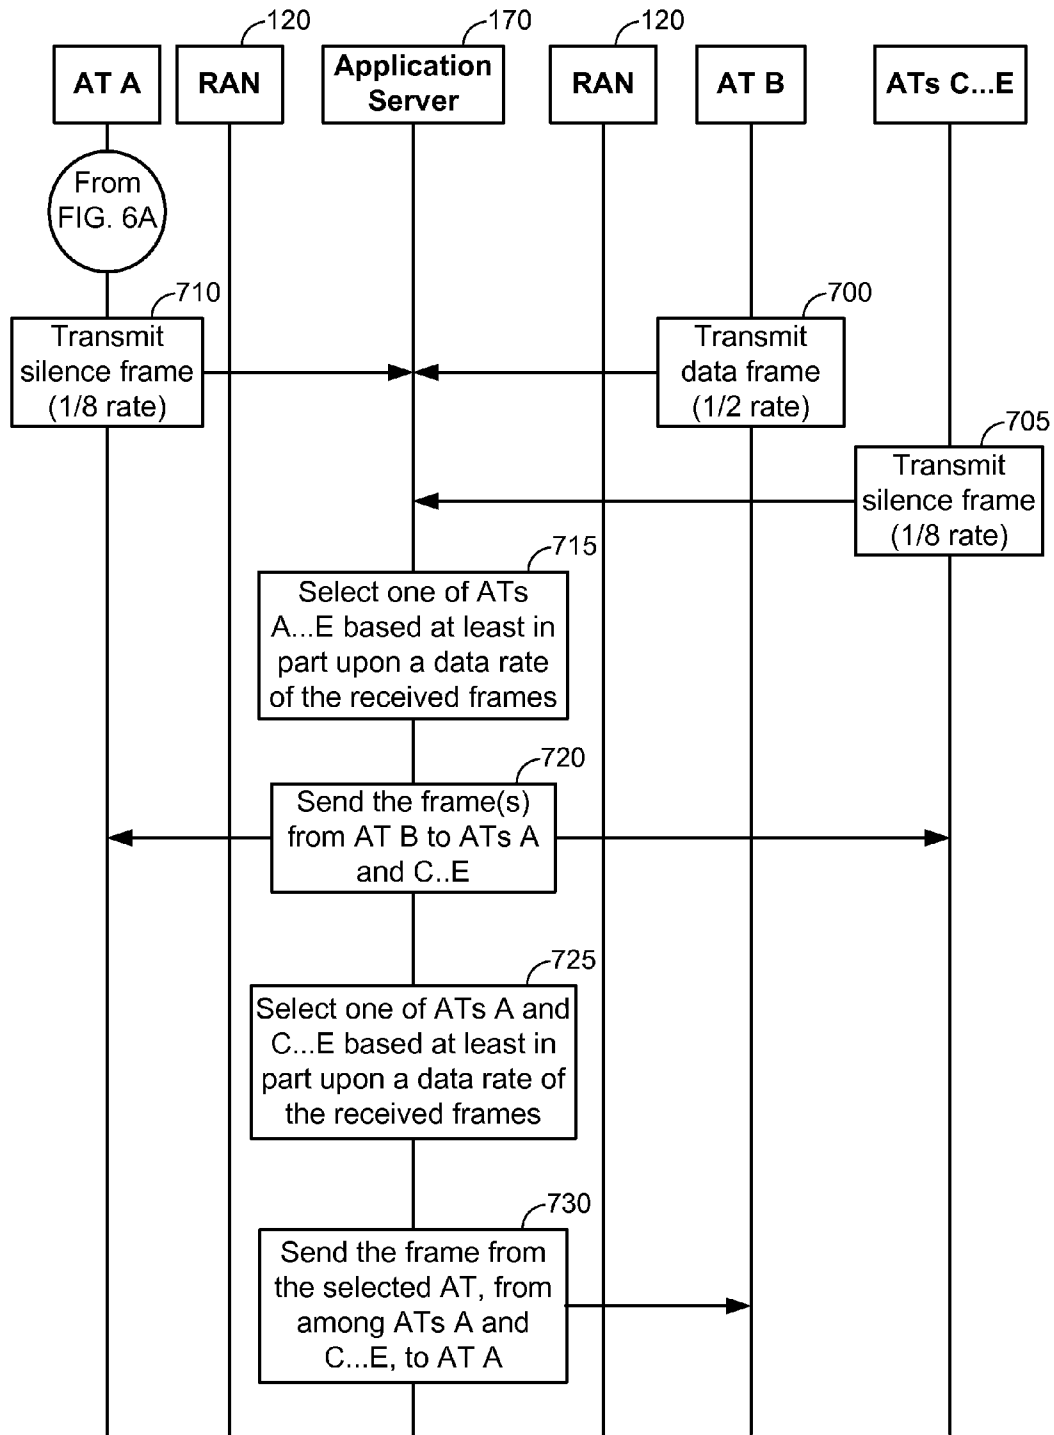 120
170
120
AT A
RAN
Application
Server
RAN
AT B
ATs C...E
From
FIG. 6A
710
Transmit
silence frame
(1/8 rate)
700
Transmit
data frame
(1/2 rate)
705
Transmit
silence frame
(1/8 rate)
715
Select one of ATs
A...E based at least in
part upon a data rate
of the received frames
720
Send the frame(s)
from AT B to ATs A
and C..E
725
Select one of ATs A and
C...E based at least in
part upon a data rate of
the received frames
730
Send the frame from
the selected AT, from
among ATs A and
C...E, to AT A